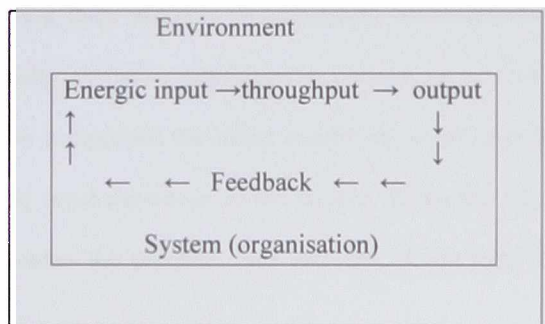 Environment
Energic input →throughput → output
↑ ↓
↑ ↓
← ← Feedback ← ←
System (organisation)